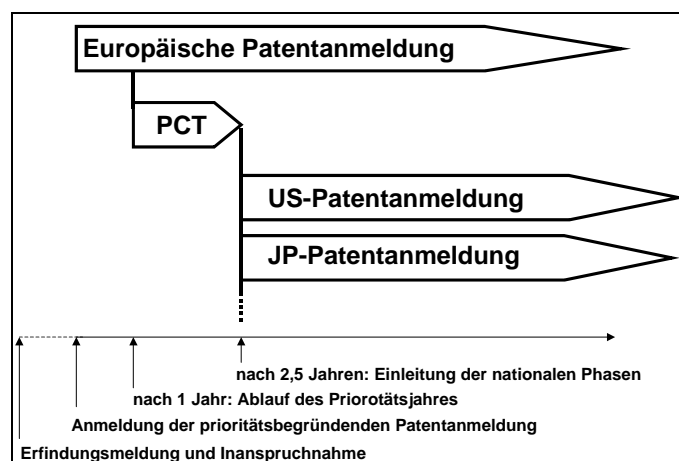 Europäische Patentanmeldung
PCT
US-Patentanmeldung
JP-Patentanmeldung
nach 2,5 Jahren: Einleitung der nationalen Phasen
nach 1 Jahr: Ablauf des Priorotätsjahres
Anmeldung der prioritätsbegründenden Patentanmeldung
Erfindungsmeldung und Inanspruchnahme